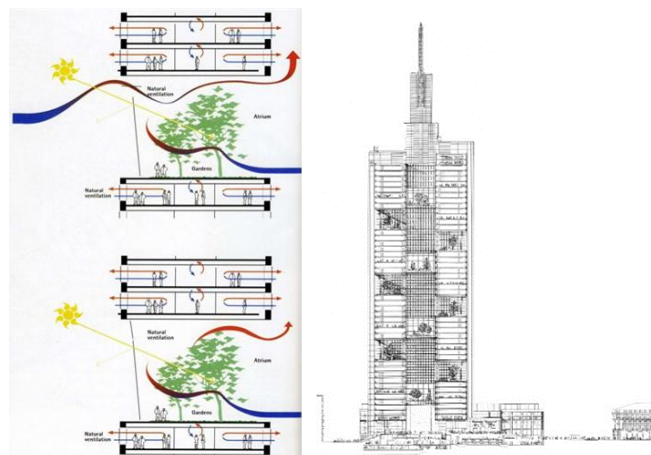 Natural
ventilation
Atrium
Gardens
Natural
ventilation
Natural
ventilation
Atrium
Gardens
Natural
ventilation